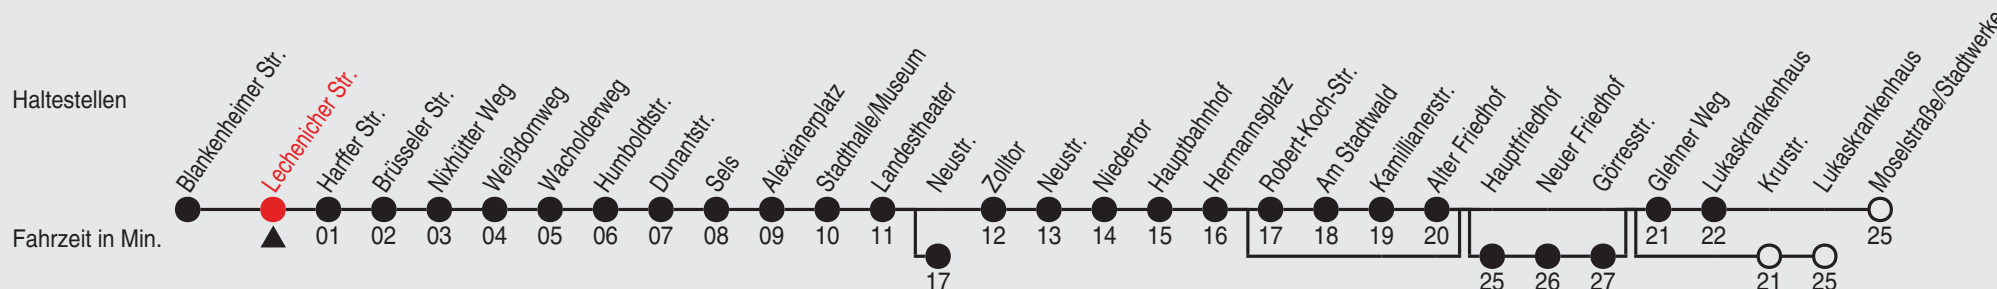 Haltestellen
Blankenheimer Str.
Lechenicher Str.
Harffer Str.
Brüsseler Str.
Nixhütter Weg
Weißdornweg
Wacholderweg
Humboldtstr.
Dunantstr.
Sels
Alexianerplatz
Stadthalle/Museum
Landestheater
Neustr.
Zolltor
Neustr.
Niedertor
Hauptbahnhof
Hermannsplatz
Robert-Koch-Str.
Am Stadtwald
Kamillianerstr.
Alter Friedhof
Hauptfriedhof
Neuer Friedhof
Görresstr.
Glehner Weg
Lukaskrankenhaus
Krurstr.
Lukaskrankenhaus
Moselstraße/Stadtwerke
Fahrzeit in Min.
01 02 03 04 05 06 07 08 09 10 11 12 13 14 15 16 17 18 19 20 21 22 25
17 25 26 27 21 25